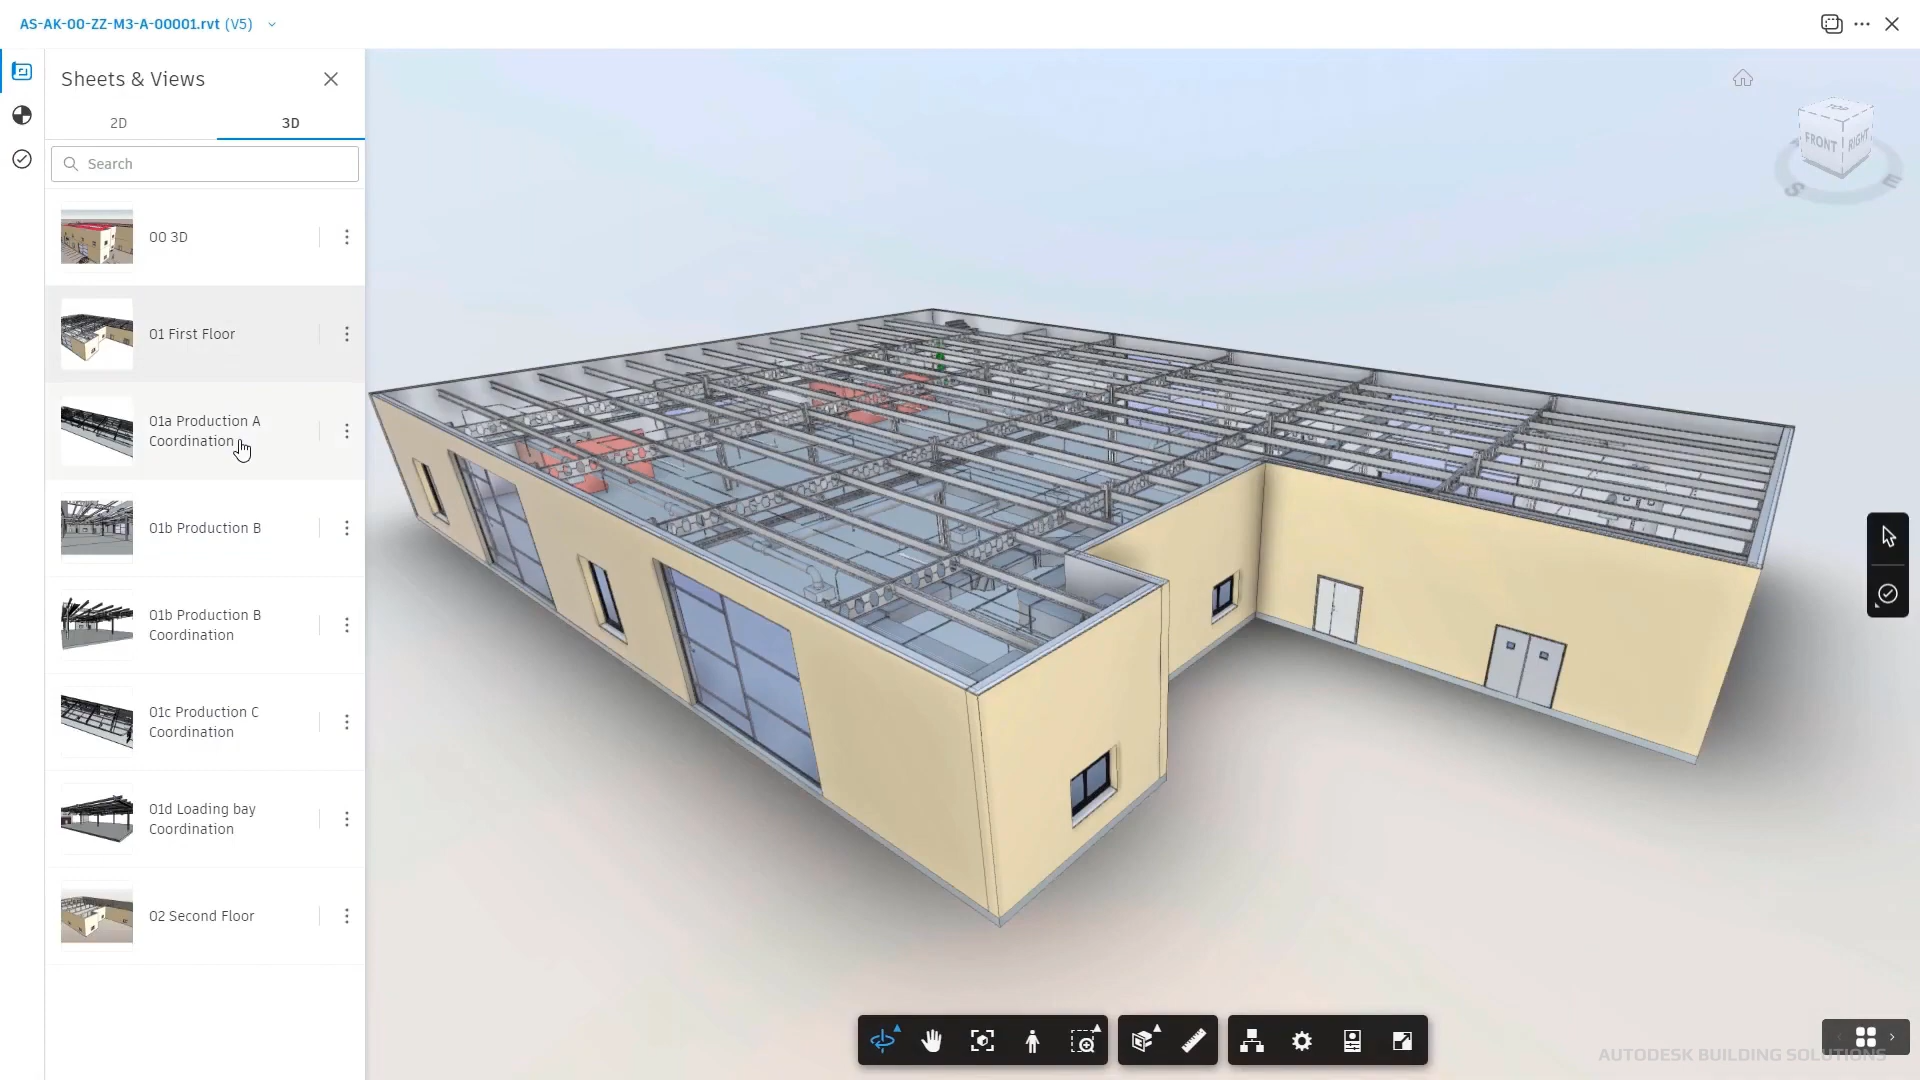 AS-AK-00-ZZ-M3-A-00001.rvt (V5)
Sheets & Views
2D 3D
Search
00 3D
01 First Floor
01a Production A
Coordination
01b Production B
01b Production B
Coordination
01c Production C
Coordination
01d Loading bay
Coordination
02 Second Floor
TOP
FRONT RIGHT
S E
AUTODESK BUILDING SOLUTIONS